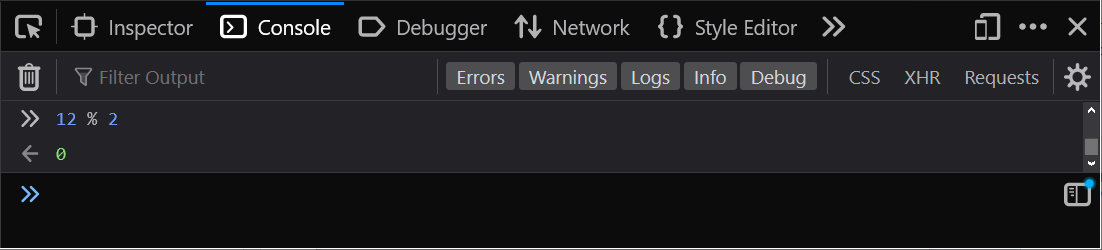 Inspector Console Debugger Network Style Editor
Filter Output Errors Warnings Logs Info Debug CSS XHR Requests
12 % 2
0